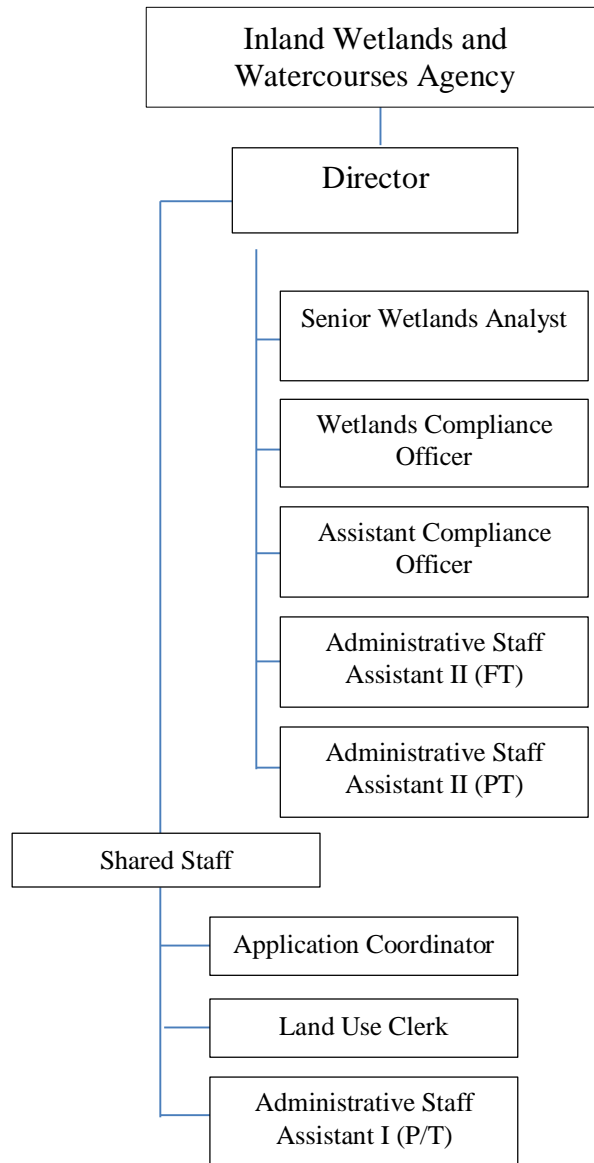 Inland Wetlands and
Watercourses Agency
Director
Senior Wetlands Analyst
Wetlands Compliance
Officer
Assistant Compliance
Officer
Administrative Staff
Assistant II (FT)
Administrative Staff
Assistant II (PT)
Shared Staff
Application Coordinator
Land Use Clerk
Administrative Staff
Assistant I (P/T)